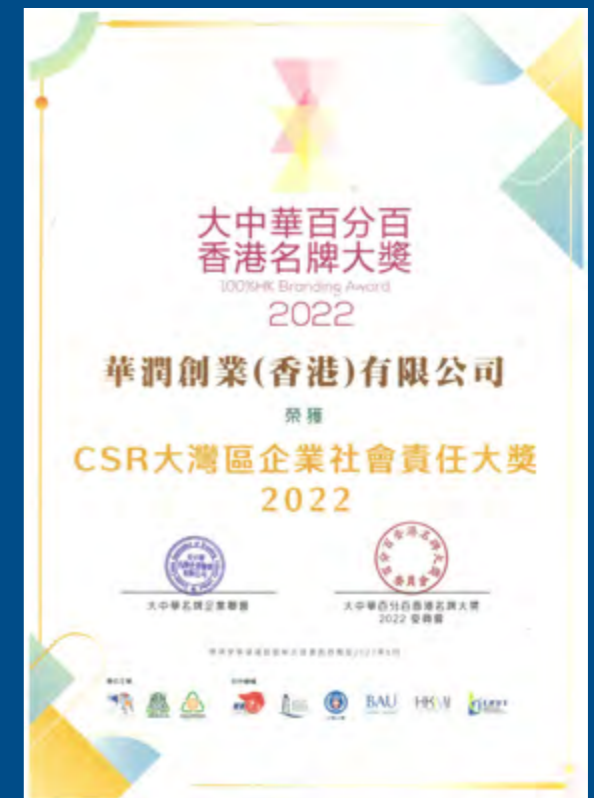 大中華百分百
香港名牌大獎
100%HK Branding Award
2022
華潤創業(香港)有限公司
榮獲
CSR大灣區企業社會責任大獎
2022
大中華名牌企業聯盟
大中華百分百香港名牌大獎
2022 委員會
BAU